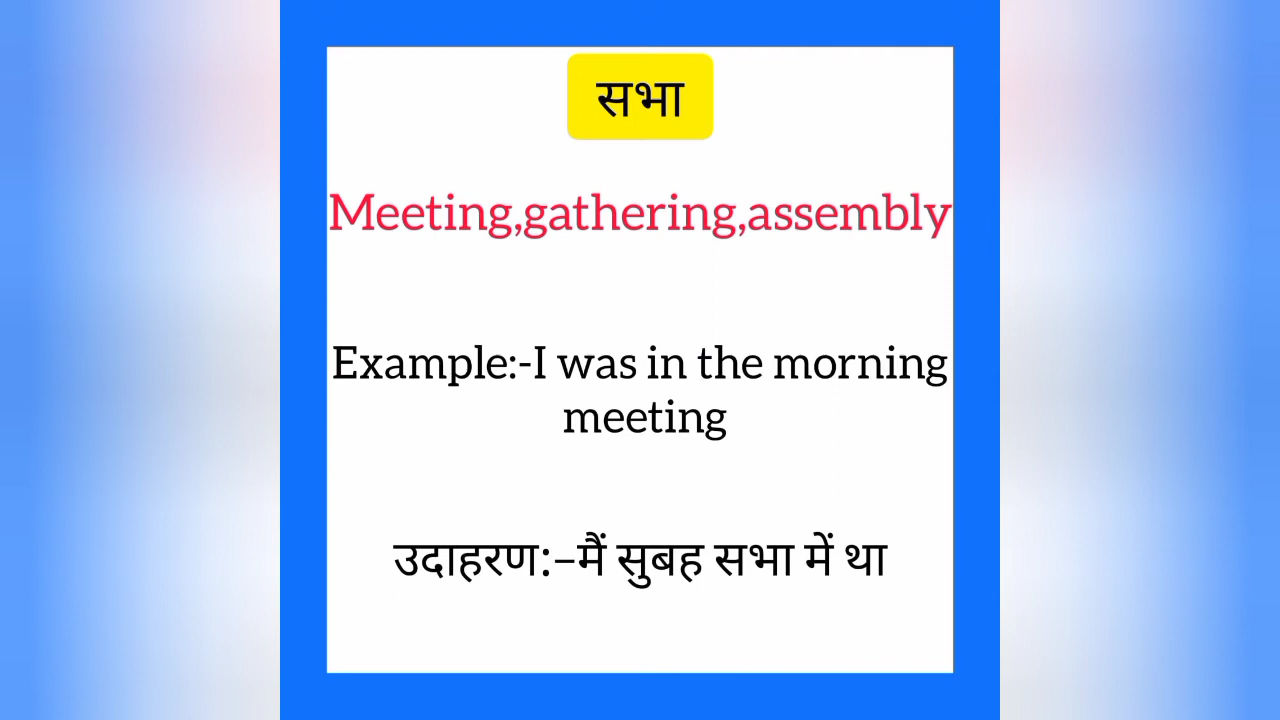 सभा
Meeting,gathering,assembly
Example:-I was in the morning
meeting
उदाहरण:–मैं सुबह सभा में था